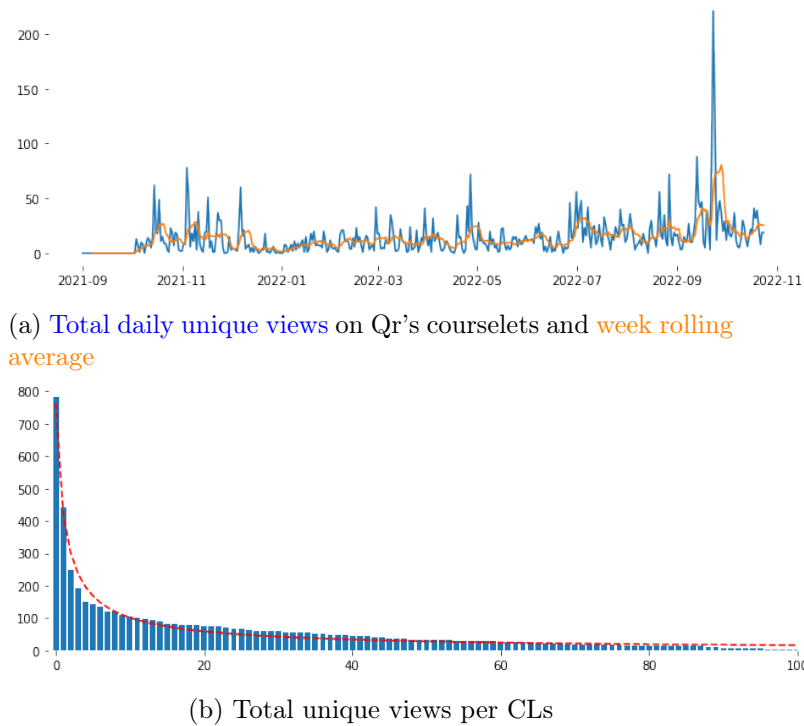 200
150
100
50
0
2021-09 2021-11 2022-01 2022-03 2022-05 2022-07 2022-09 2022-11
(a) Total daily unique views on Qr's courselets and week rolling
average
800
700
600
500
400
300
200
100
0
0 20 40 60 80 100
(b) Total unique views per CLs